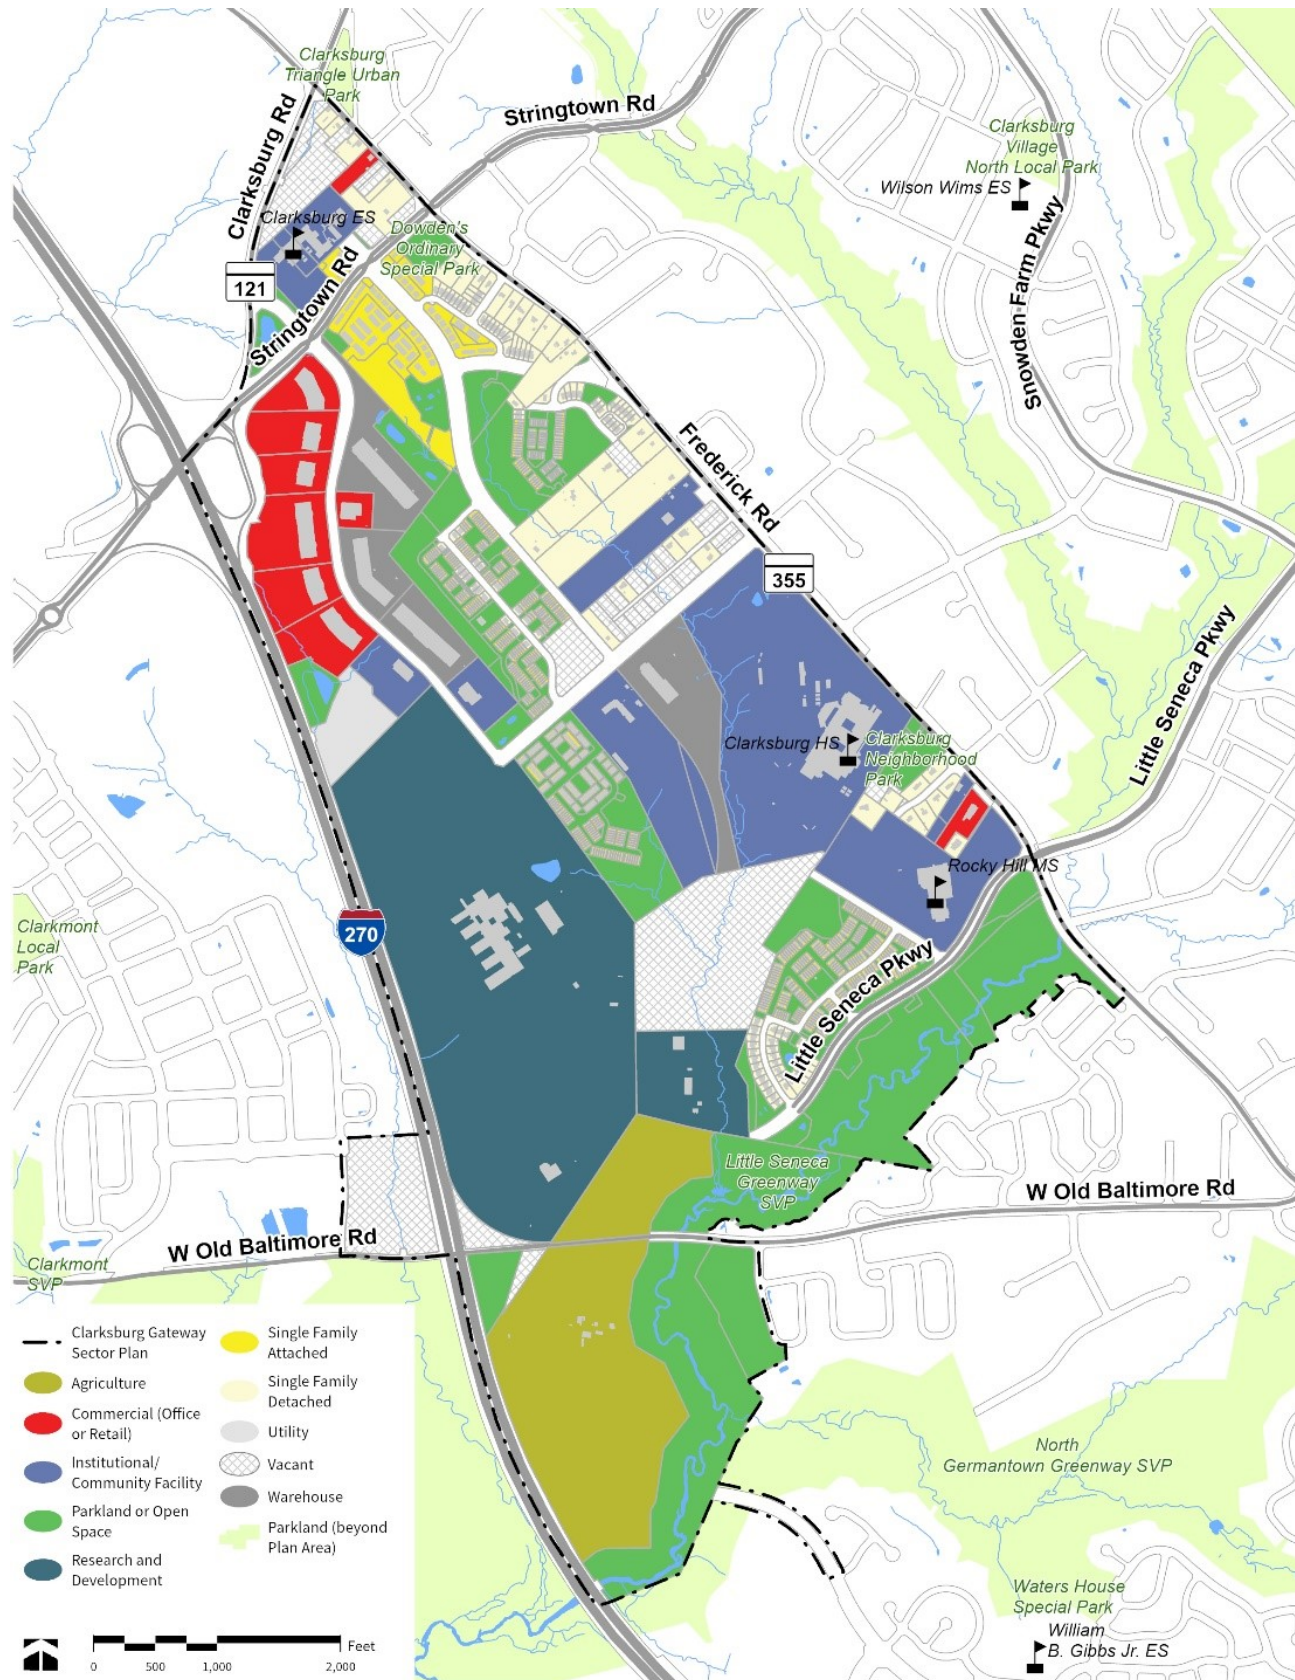 Clarksburg
Triangle Urban
Park
Clarksburg Rd
Stringtown Rd
Clarksburg
Village
North Local Park
Wilson Wims ES
Clarksburg ES
Dowden's
Ordinary
Special Park
121
Stringtown Rd
Snowden Farm Pkwy
Frederick Rd
355
Little Seneca Pkwy
Clarksburg HS
Clarksburg
Neighborhood
Park
Rocky Hill MS
Clarkmont
Local
Park
270
Little Seneca Pkwy
Little Seneca
Greenway
SVP
W Old Baltimore Rd
W Old Baltimore Rd
Clarkmont
SVP
North
Germantown Greenway SVP
Waters House
Special Park
William
B. Gibbs Jr. ES
Clarksburg Gateway
Sector Plan
Agriculture
Commercial (Office
or Retail)
Institutional/
Community Facility
Parkland or Open
Space
Research and
Development
Single Family
Attached
Single Family
Detached
Utility
Vacant
Warehouse
Parkland (beyond
Plan Area)
Feet
0 500 1,000 2,000